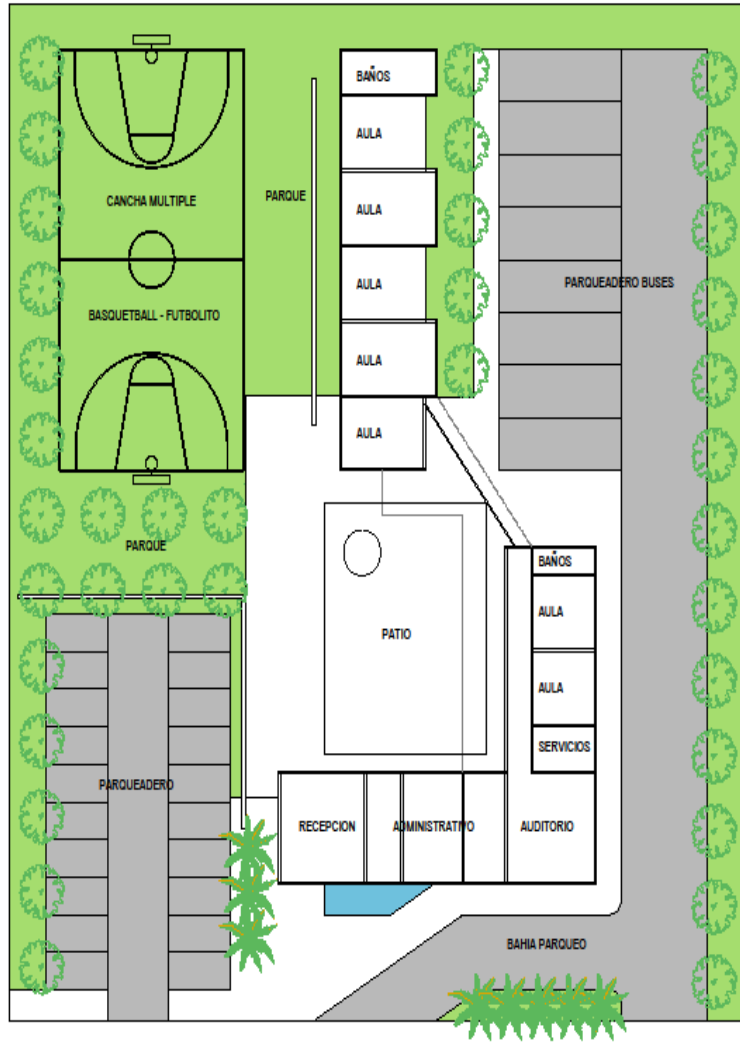 BAÑOS
AULA
CANCHA MULTIPLE
PARQUE
AULA
AULA
PARQUEADERO BUSES
BASQUETBALL - FUTBOLITO
AULA
AULA
PARQUE
BAÑOS
AULA
PATIO
AULA
SERVICIOS
PARQUEADERO
RECEPCION
ADMINISTRATIVO
AUDITORIO
BAHIA PARQUEO